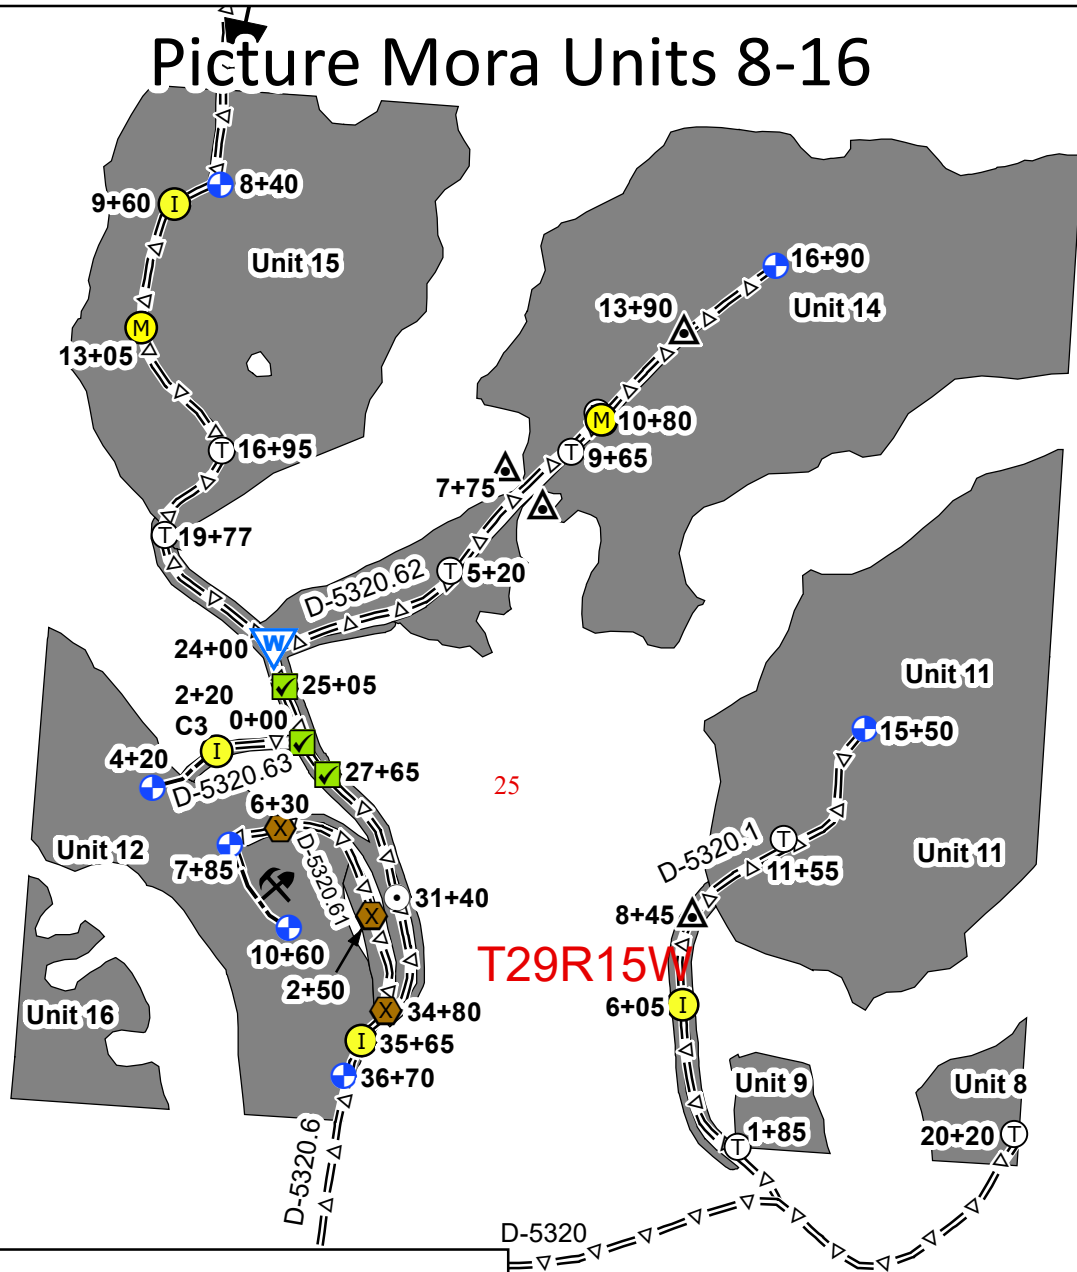 Picture Mora Units 8-16
8+40
9+60
I
Unit 15
16+90
13+90
Unit 14
M
13+05
M
10+80
T
16+95
T
9+65
7+75
T
19+77
T
5+20
D-5320.62
24+00
W
2+20
C3
0+00
25+05
Unit 11
15+50
4+20
I
D-5320.63
27+65
25
6+30
X
D-5320.1
T
11+55
Unit 11
Unit 12
7+85
D-5320.61
31+40
X
8+45
10+60
2+50
T29R15W
Unit 16
X
34+80
6+05
I
I
35+65
36+70
Unit 9
Unit 8
1+85
T
20+20
T
D-5320.6
D-5320